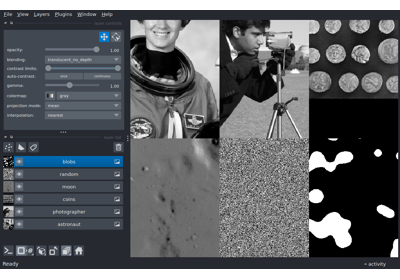 File View Layers Plugins Window Help
opacity: 1.00
blending: translucent_no_depth
contrast limits:
auto-contrast: once continuous
gamma: 1.00
colormap: gray
projection mode: mean
interpolation: nearest
blobs
random
moon
coins
photographer
astronaut
Ready
activity